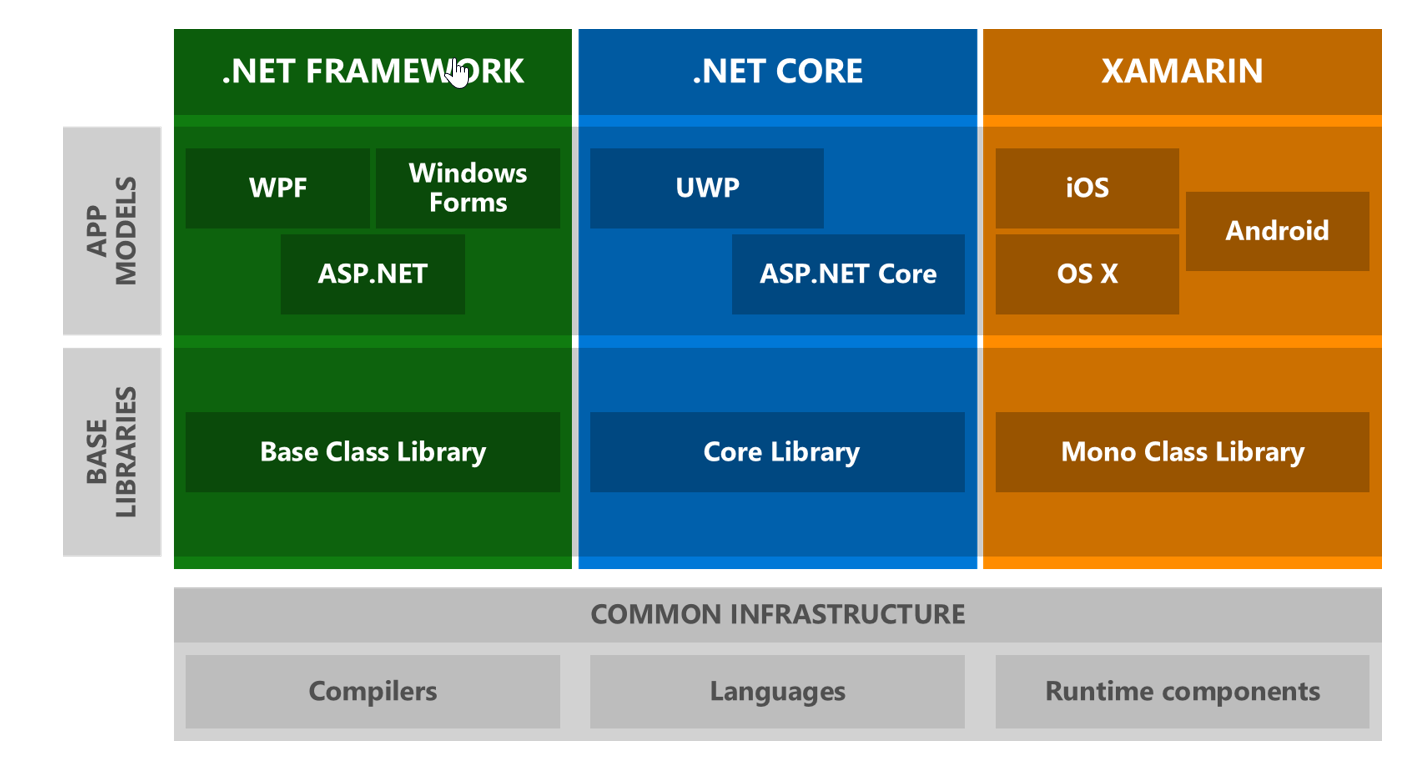 .NET FRAMEWORK
.NET CORE
XAMARIN
APP
MODELS
WPF
Windows
Forms
ASP.NET
UWP
ASP.NET Core
iOS
Android
OS X
BASE
LIBRARIES
Base Class Library
Core Library
Mono Class Library
COMMON INFRASTRUCTURE
Compilers
Languages
Runtime components